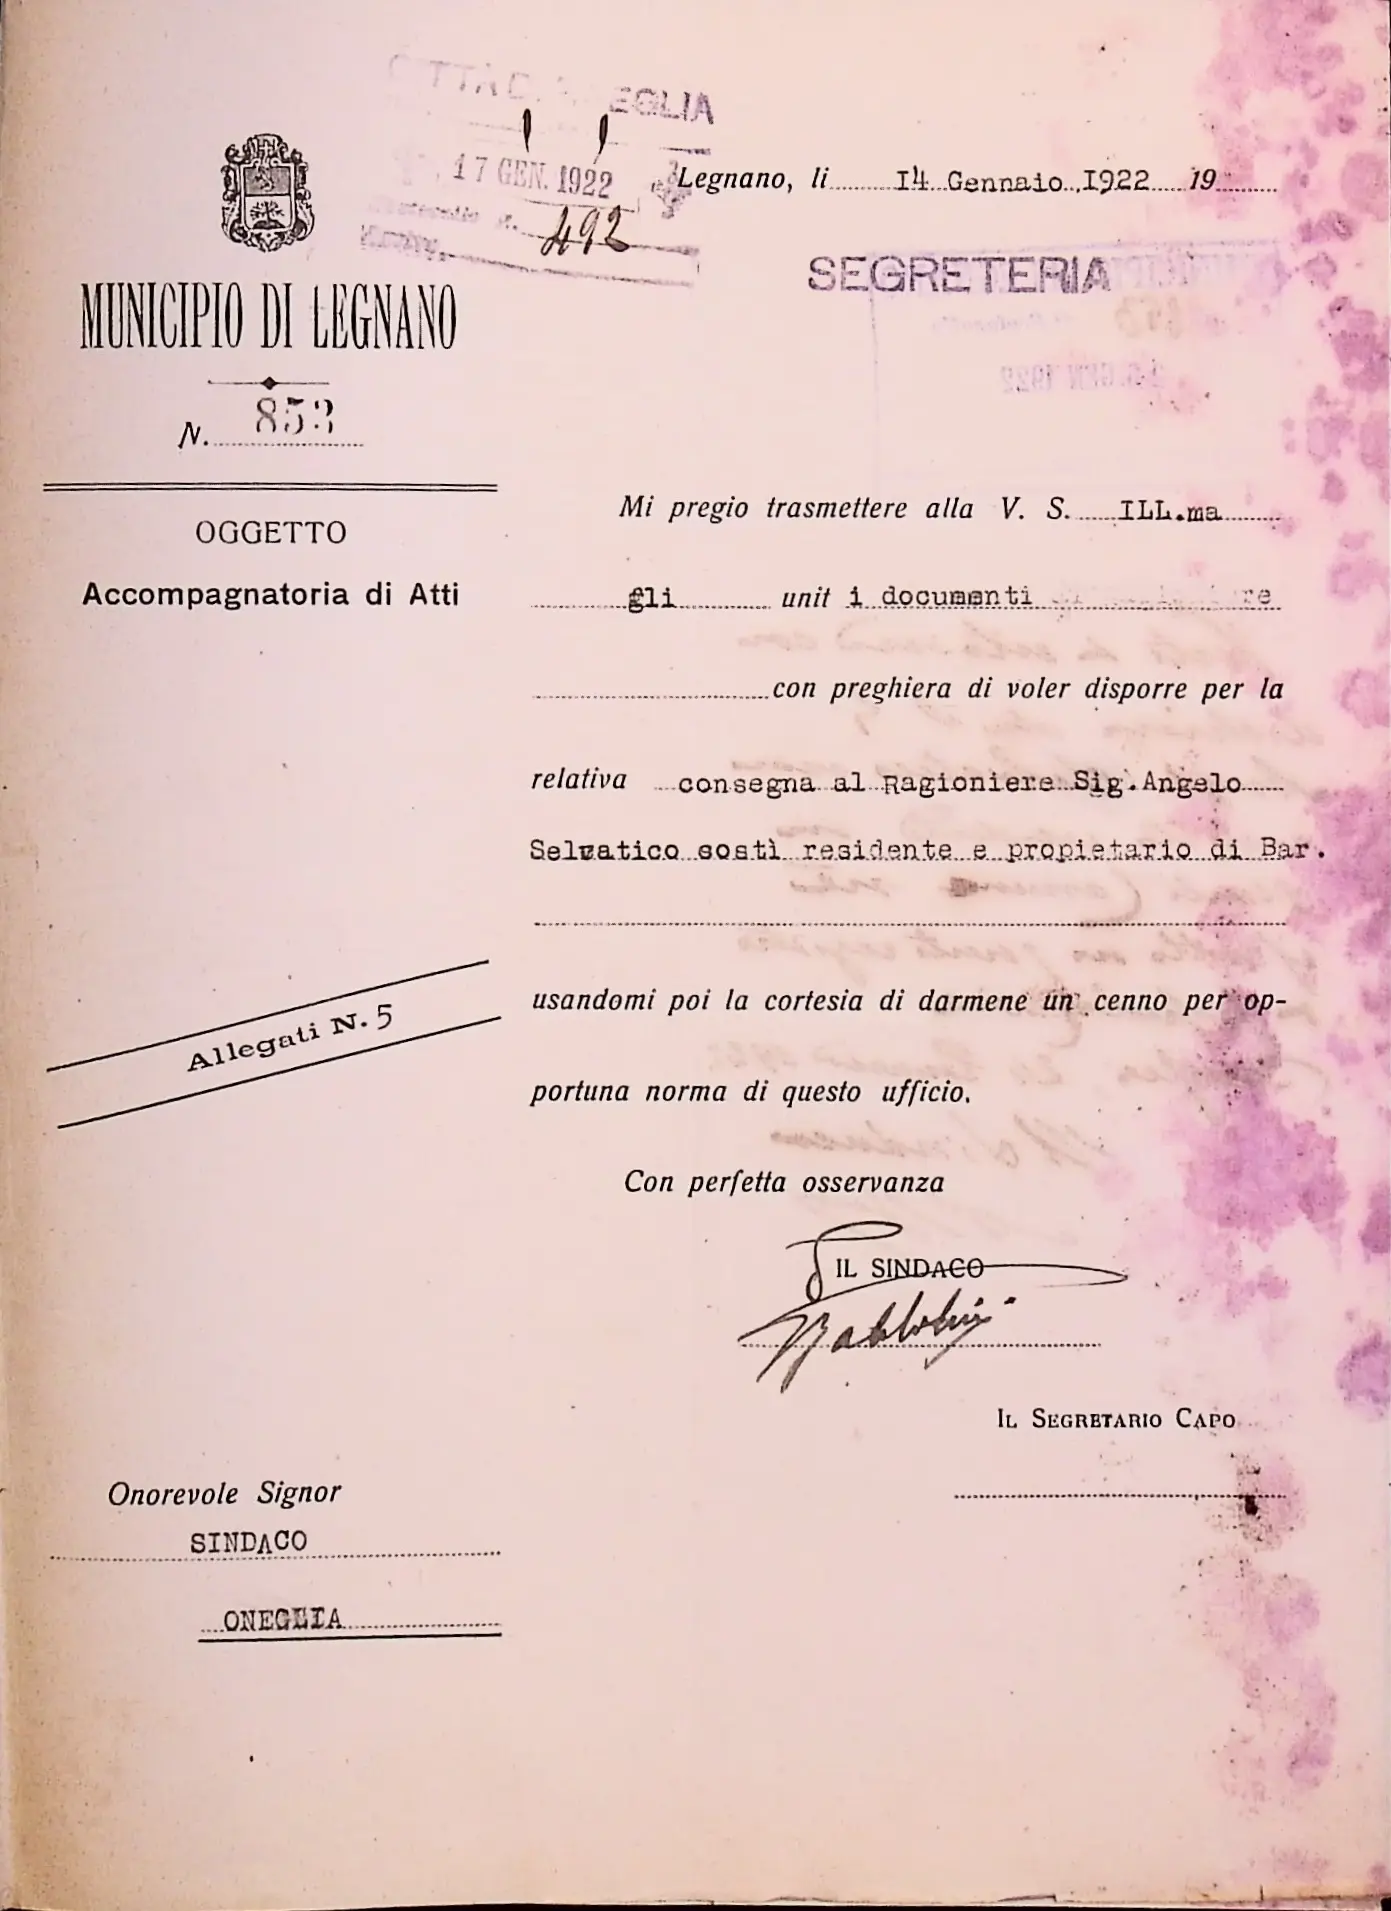 EGLIA
17 GEN. 1922
492
Legnano, li 14 Gennaio 1922 19
SEGRETERIA
MUNICIPIO DI LEGNANO
N. 853
OGGETTO
Accompagnatoria di Atti
Mi pregio trasmettere alla V. S. ILL.ma
gli unit i documenti
con preghiera di voler disporre per la
relativa consegna al Ragioniere Sig. Angelo
Selvatico costì residente e propietario di Bar.
usandomi poi la cortesia di darmene un cenno per op-
portuna norma di questo ufficio.
Allegati N. 5
Con perfetta osservanza
IL SINDACO
IL SEGRETARIO CAPO
Onorevole Signor
SINDACO
ONEGLIA